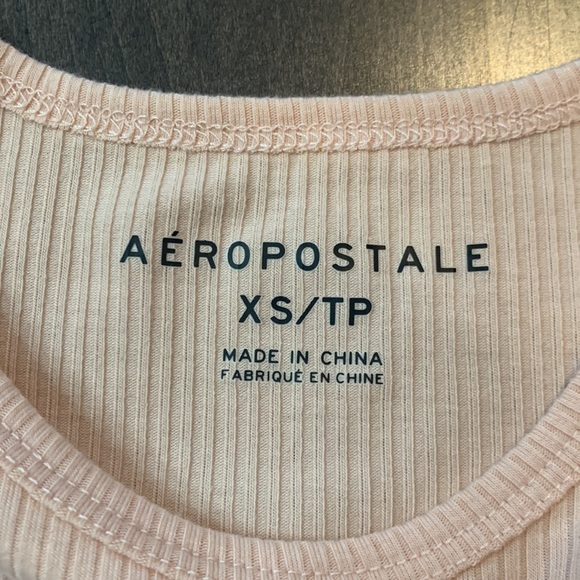 AÉROPOSTALE
XS/TP
MADE IN CHINA
FABRIQUÉ EN CHINE